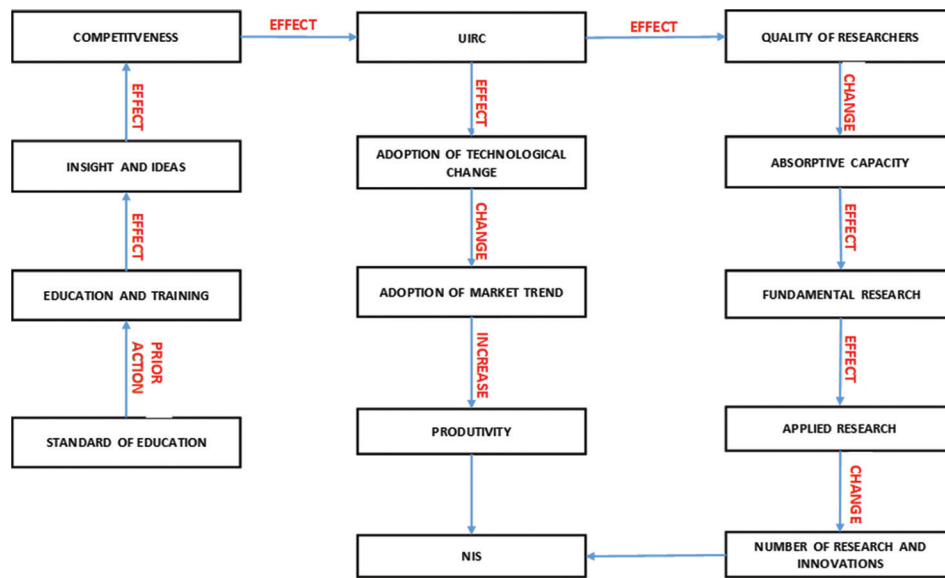 COMPETITVENESS
EFFECT
UIRC
EFFECT
QUALITY OF RESEARCHERS
EFFECT
EFFECT
CHANGE
INSIGHT AND IDEAS
ADOPTION OF TECHNOLOGICAL
CHANGE
ABSORPTIVE CAPACITY
EFFECT
CHANGE
EFFECT
EDUCATION AND TRAINING
ADOPTION OF MARKET TREND
FUNDAMENTAL RESEARCH
PRIOR
ACTION
INCREASE
EFFECT
STANDARD OF EDUCATION
PRODUTIVITY
APPLIED RESEARCH
CHANGE
NIS
NUMBER OF RESEARCH AND
INNOVATIONS